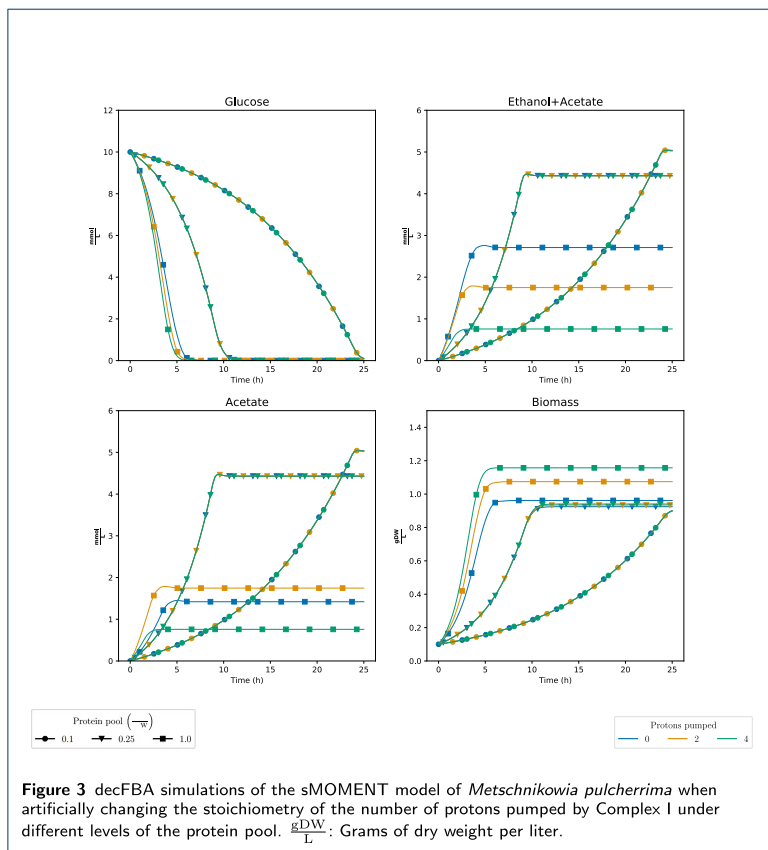 Glucose
12
10
8
6
4
2
0
mmol
L
0 5 10 15 20 25
Time (h)
Ethanol+Acetate
6
5
4
3
2
1
0
mmol
L
0 5 10 15 20 25
Time (h)
Acetate
6
5
4
3
2
1
0
mmol
L
0 5 10 15 20 25
Time (h)
Biomass
1.4
1.2
1.0
0.8
0.6
0.4
0.2
0.0
gDW
L
0 5 10 15 20 25
Time (h)
Protein pool ( w )
0.1 0.25 1.0
Protons pumped
0 2 4
Figure 3 decFBA simulations of the sMOMENT model of Metschnikowia pulcherrima when
artificially changing the stoichiometry of the number of protons pumped by Complex I under
different levels of the protein pool. gDW/L: Grams of dry weight per liter.